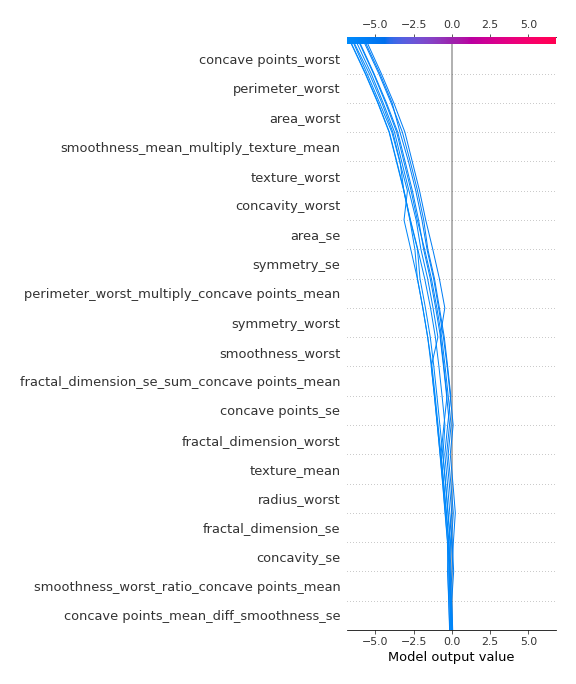 −5.0 −2.5 0.0 2.5 5.0
concave points_worst
perimeter_worst
area_worst
smoothness_mean_multiply_texture_mean
texture_worst
concavity_worst
area_se
symmetry_se
perimeter_worst_multiply_concave points_mean
symmetry_worst
smoothness_worst
fractal_dimension_se_sum_concave points_mean
concave points_se
fractal_dimension_worst
texture_mean
radius_worst
fractal_dimension_se
concavity_se
smoothness_worst_ratio_concave points_mean
concave points_mean_diff_smoothness_se
−5.0 −2.5 0.0 2.5 5.0
Model output value